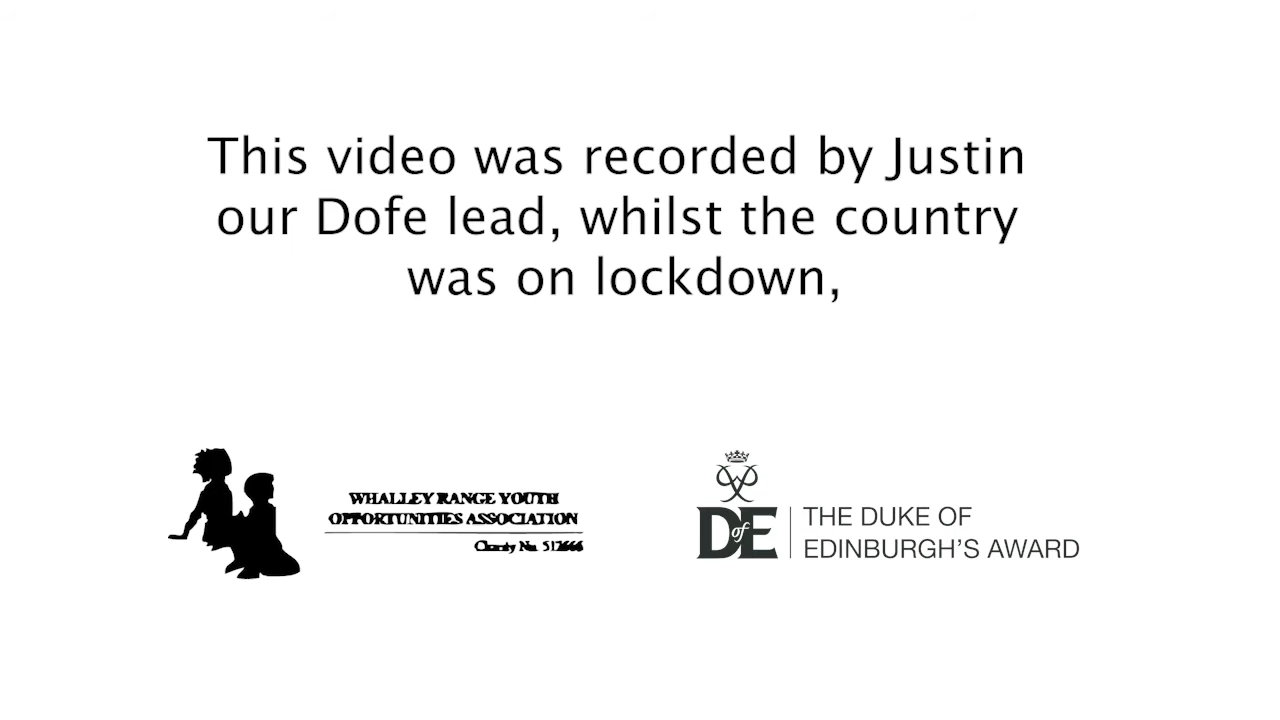 This video was recorded by Justin
our Dofe lead, whilst the country
was on lockdown,
WHALLEY RANGE YOUTH
OPPORTUNITIES ASSOCIATION
Charity No. 512666
DofE
THE DUKE OF
EDINBURGH'S AWARD